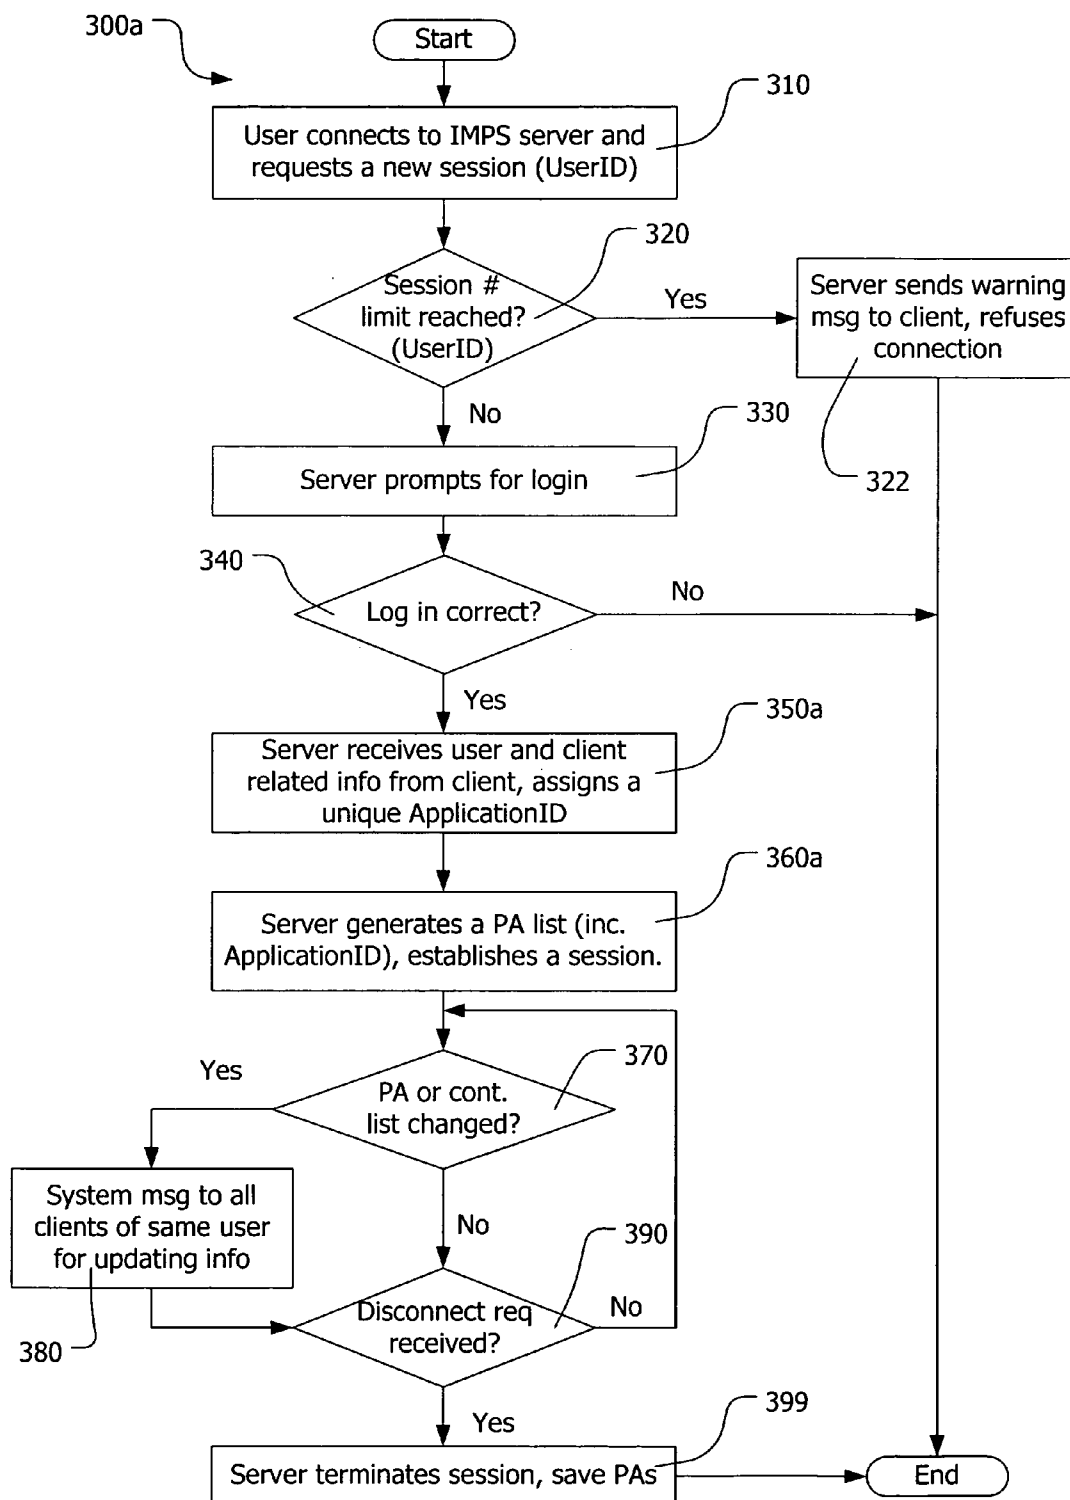 300a
Start
310
User connects to IMPS server and
requests a new session (UserID)
320
Session #
limit reached?
(UserID)
Yes
Server sends warning
msg to client, refuses
connection
322
No
330
Server prompts for login
340
Log in correct?
No
Yes
350a
Server receives user and client
related info from client, assigns a
unique ApplicationID
360a
Server generates a PA list (inc.
ApplicationID), establishes a session.
370
Yes
PA or cont.
list changed?
System msg to all
clients of same user
for updating info
380
No
390
Disconnect req
received?
No
Yes
399
Server terminates session, save PAs
End